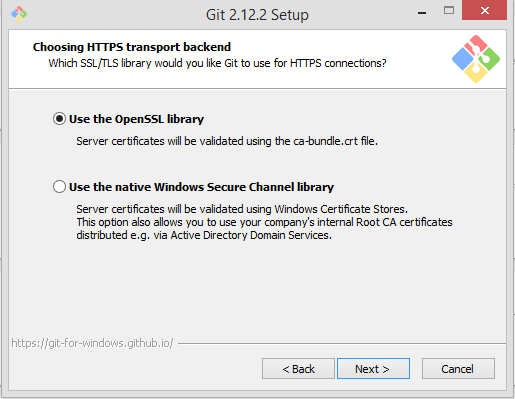 Git 2.12.2 Setup
Choosing HTTPS transport backend
Which SSL/TLS library would you like Git to use for HTTPS connections?
Use the OpenSSL library
Server certificates will be validated using the ca-bundle.crt file.
Use the native Windows Secure Channel library
Server certificates will be validated using Windows Certificate Stores.
This option also allows you to use your company's internal Root CA certificates
distributed e.g. via Active Directory Domain Services.
https://git-for-windows.github.io/
< Back
Next >
Cancel